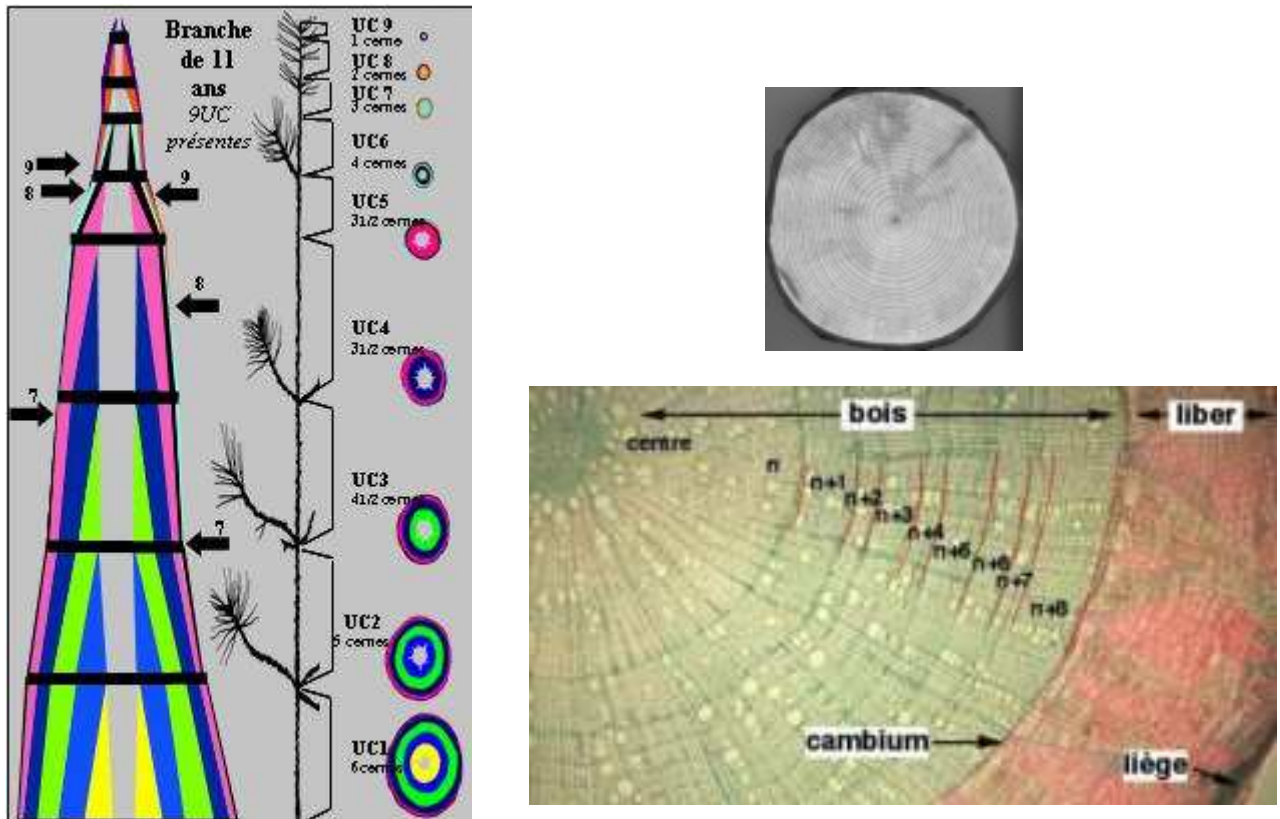 Branche
de 11
ans
9UC
présentes
UC 9
1 cerne
UC 8
2 cernes
UC 7
3 cernes
UC6
4 cernes
UC5
31/2 cernes
UC4
31/2 cernes
UC3
41/2 cernes
UC2
5 cernes
UC1
6 cernes
9
8
9
8
7
7
bois
liber
centre
n
n+1
n+2
n+3
n+4
n+5
n+6
n+7
n+8
cambium
liège